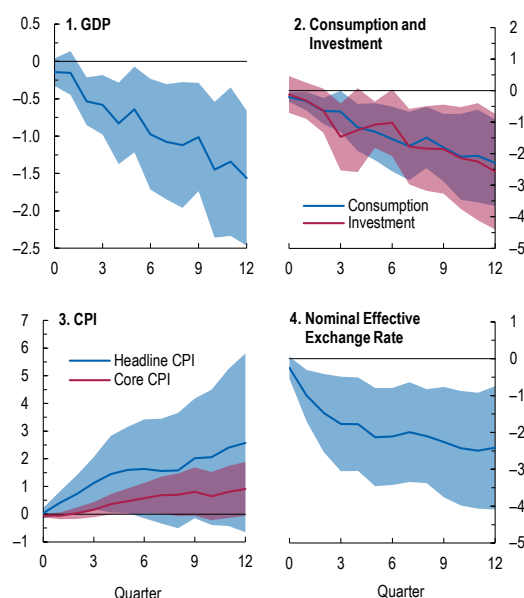 1. GDP
0.5
0
–0.5
–1.0
–1.5
–2.0
–2.5
0 3 6 9 12
2. Consumption and
Investment
2
1
0
–1
–2
–3
–4
–5
Consumption
Investment
0 3 6 9 12
3. CPI
7
6
5
4
3
2
1
0
–1
Headline CPI
Core CPI
0 3 6 9 12
Quarter
4. Nominal Effective
Exchange Rate
0
–1
–2
–3
–4
–5
0 3 6 9 12
Quarter